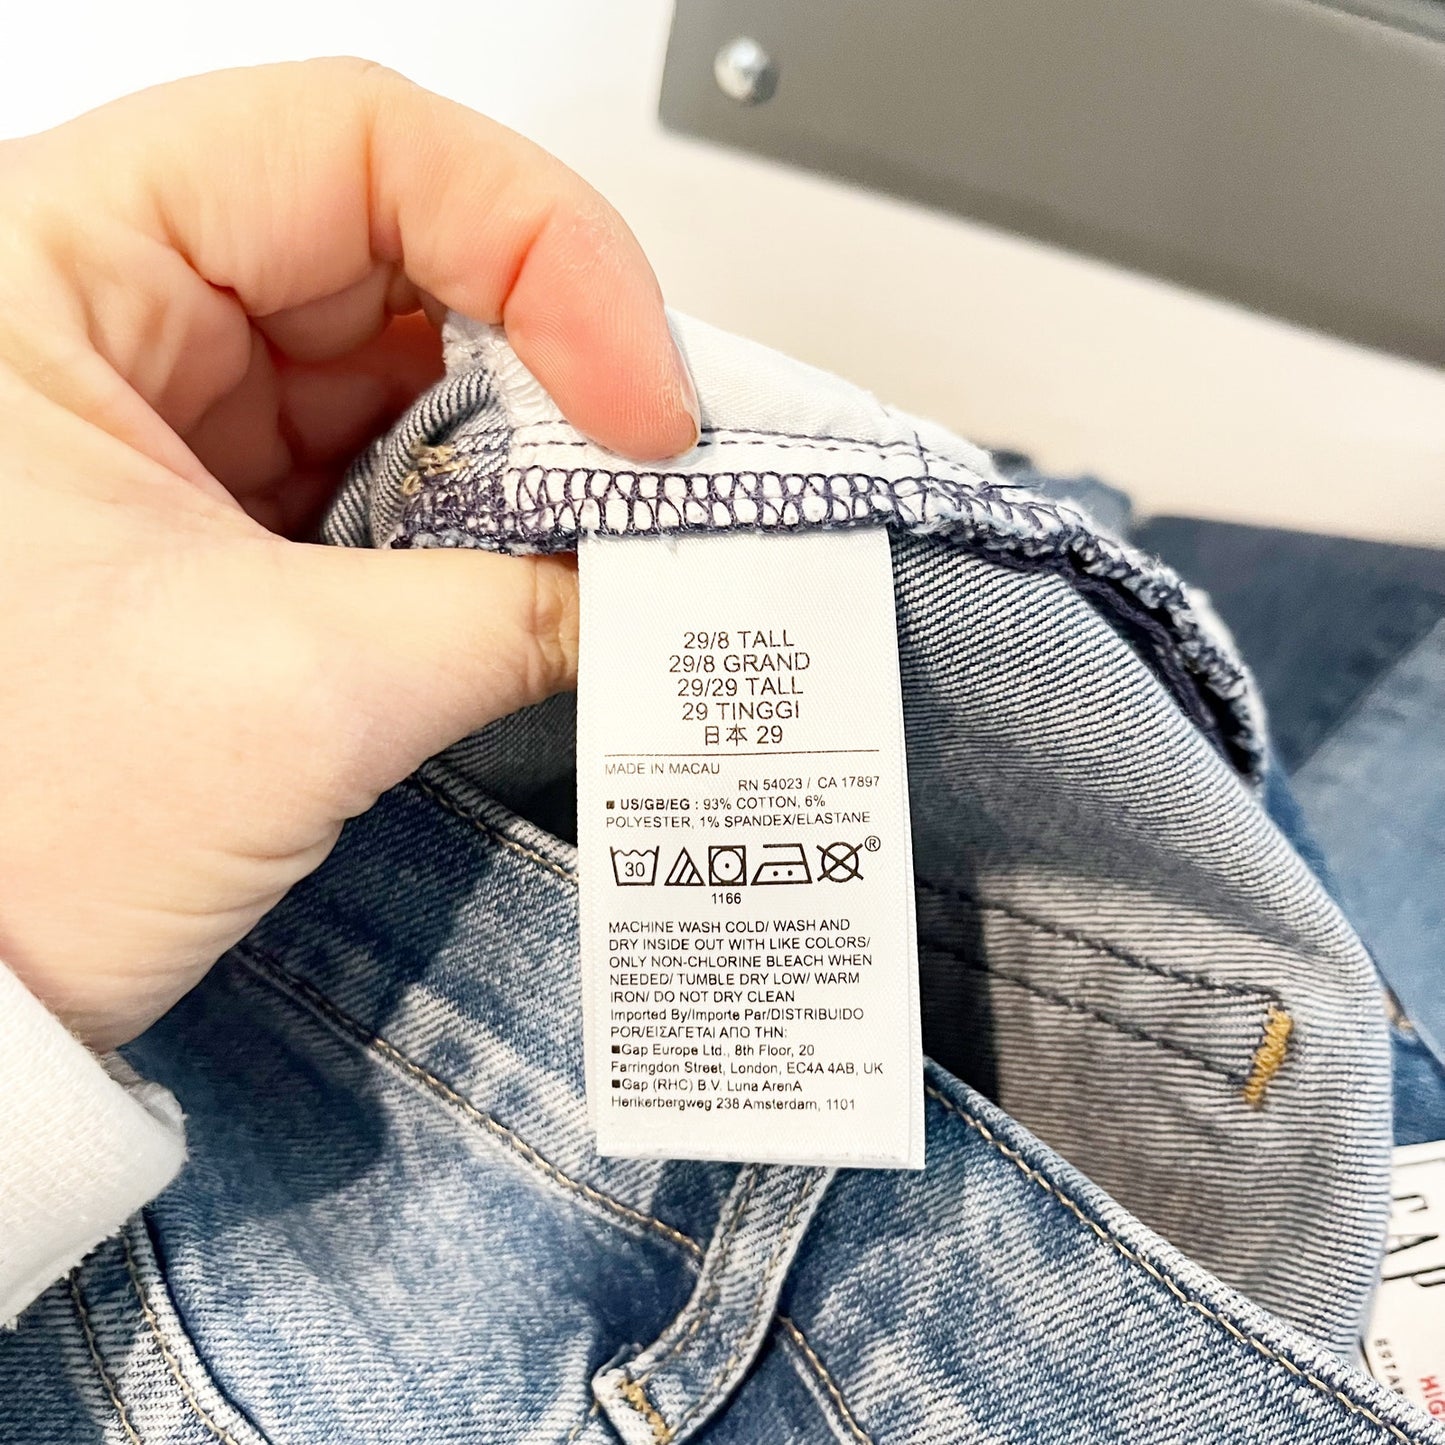 29/8 TALL
29/8 GRAND
29/29 TALL
29 TINGGI
日本 29
MADE IN MACAU
RN 54023 / CA 17897
US/GB/EG : 93% COTTON, 6%
POLYESTER, 1% SPANDEX/ELASTANE
30
®
1166
MACHINE WASH COLD/ WASH AND
DRY INSIDE OUT WITH LIKE COLORS/
ONLY NON-CHLORINE BLEACH WHEN
NEEDED/ TUMBLE DRY LOW/ WARM
IRON/ DO NOT DRY CLEAN
Imported By/Importe Par/DISTRIBUIDO
POR/ΕΙΣΑΓΕΤΑΙ ΑΠΟ ΤΗΝ:
Gap Europe Ltd., 8th Floor, 20
Farringdon Street, London, EC4A 4AB, UK
Gap (RHC) B.V. Luna ArenA
Herikerbergweg 238 Amsterdam, 1101
GAP